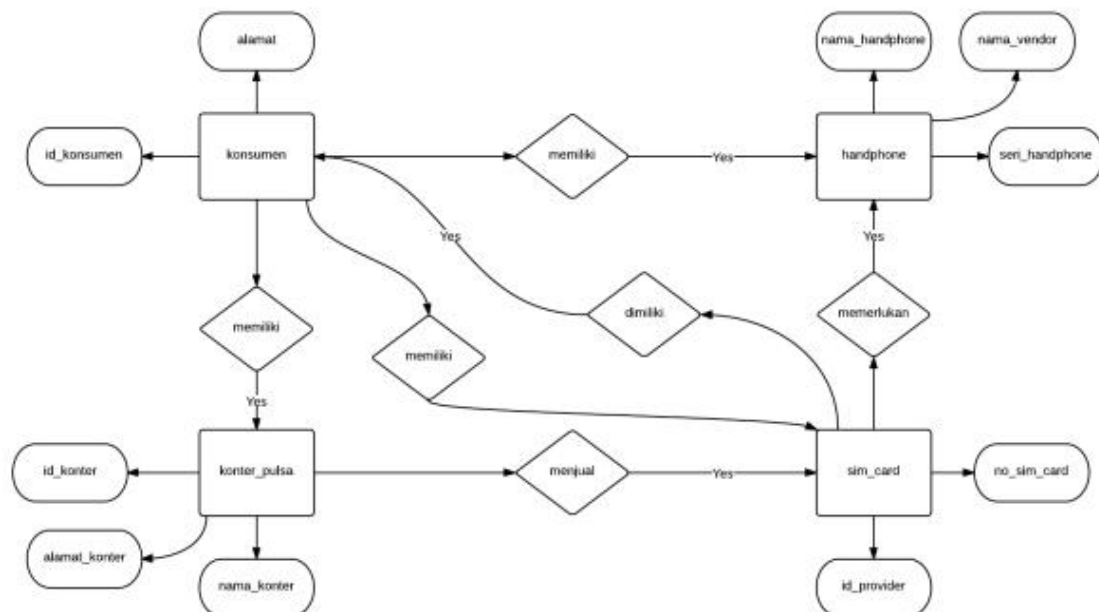 alamat
nama_handphone
nama_vendor
id_konsumen
konsumen
memiliki
Yes
handphone
seri_handphone
Yes
Yes
memiliki
memiliki
dimiliki
memerlukan
Yes
id_konter
konter_pulsa
menjual
Yes
sim_card
no_sim_card
alamat_konter
nama_konter
id_provider